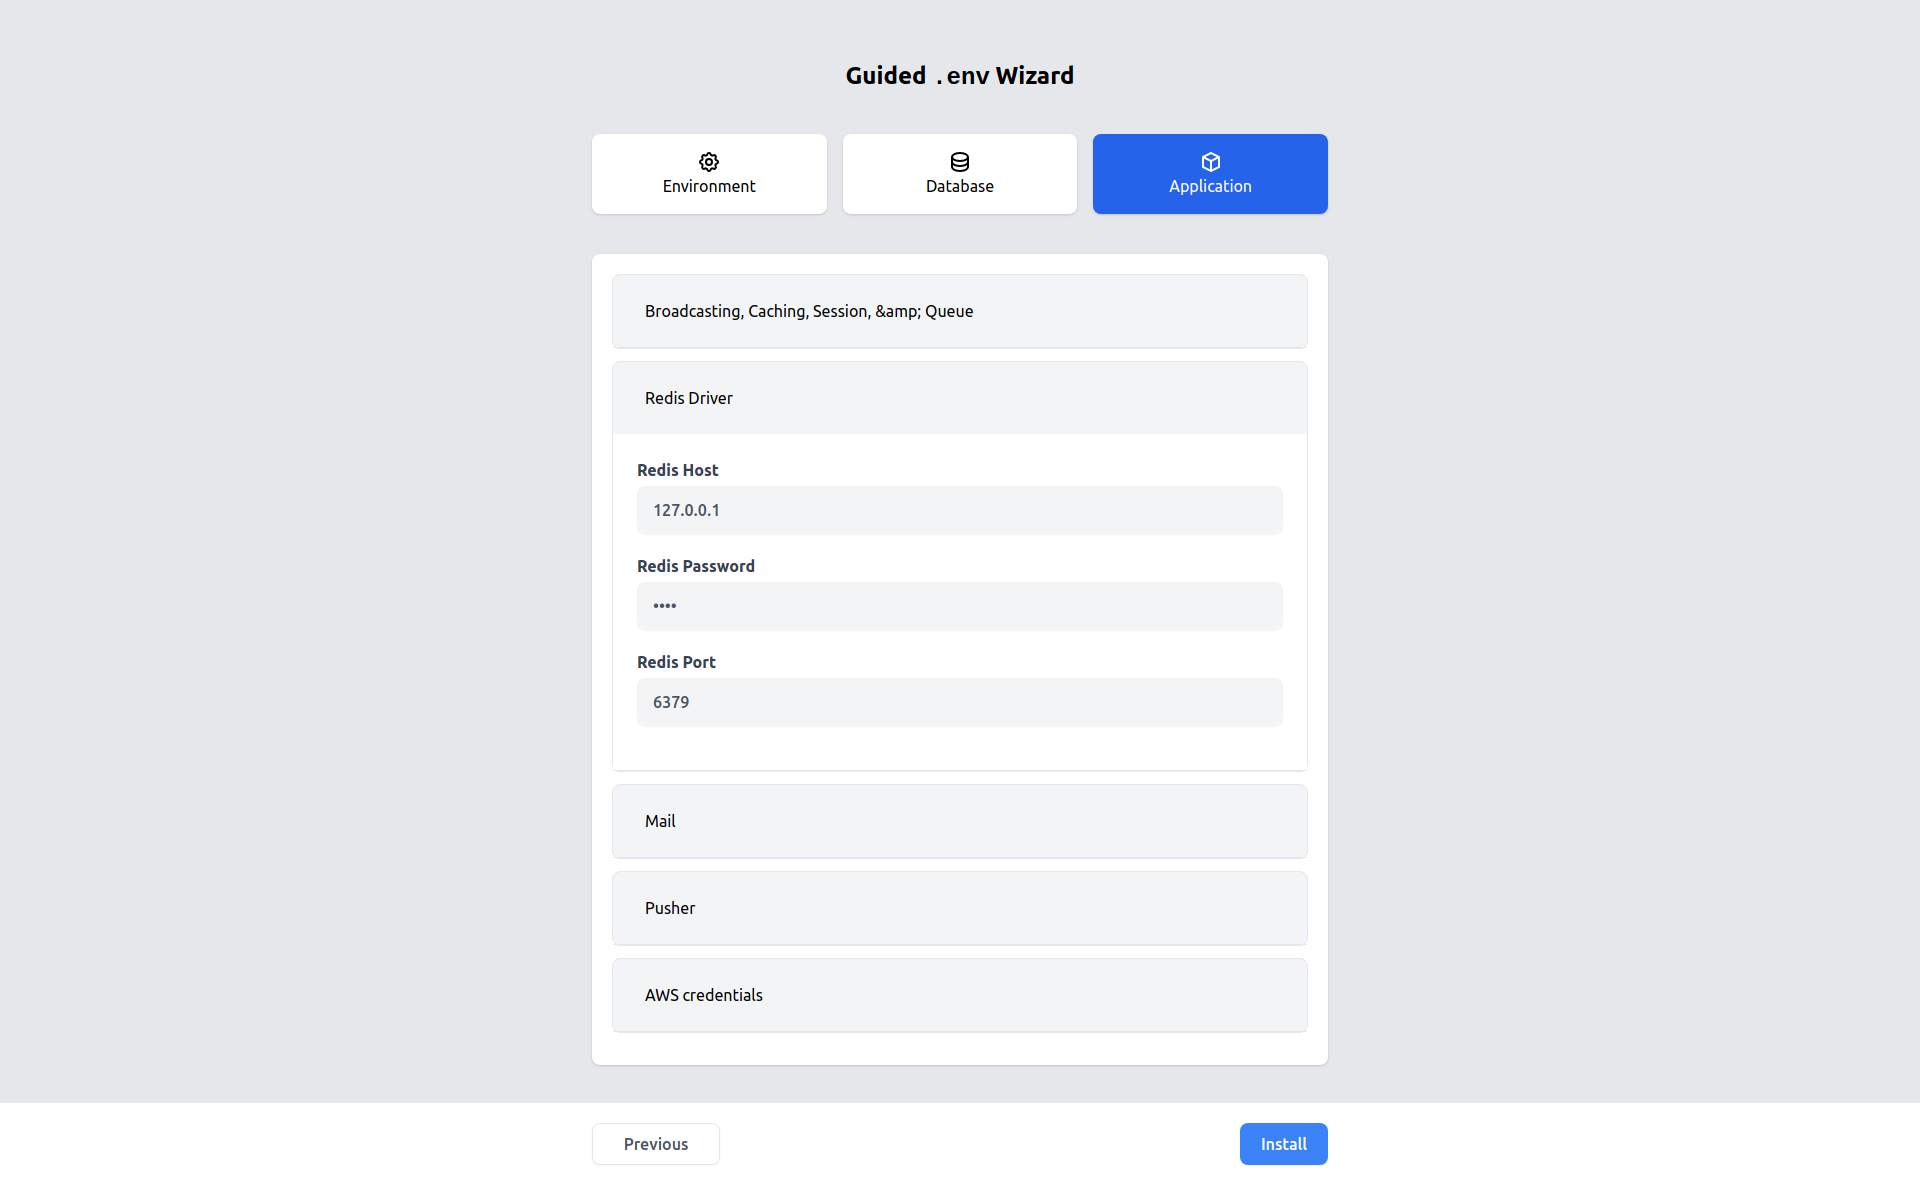 Guided .env Wizard
Environment
Database
Application
Broadcasting, Caching, Session, &amp; Queue
Redis Driver
Redis Host
127.0.0.1
Redis Password
••••
Redis Port
6379
Mail
Pusher
AWS credentials
Previous
Install